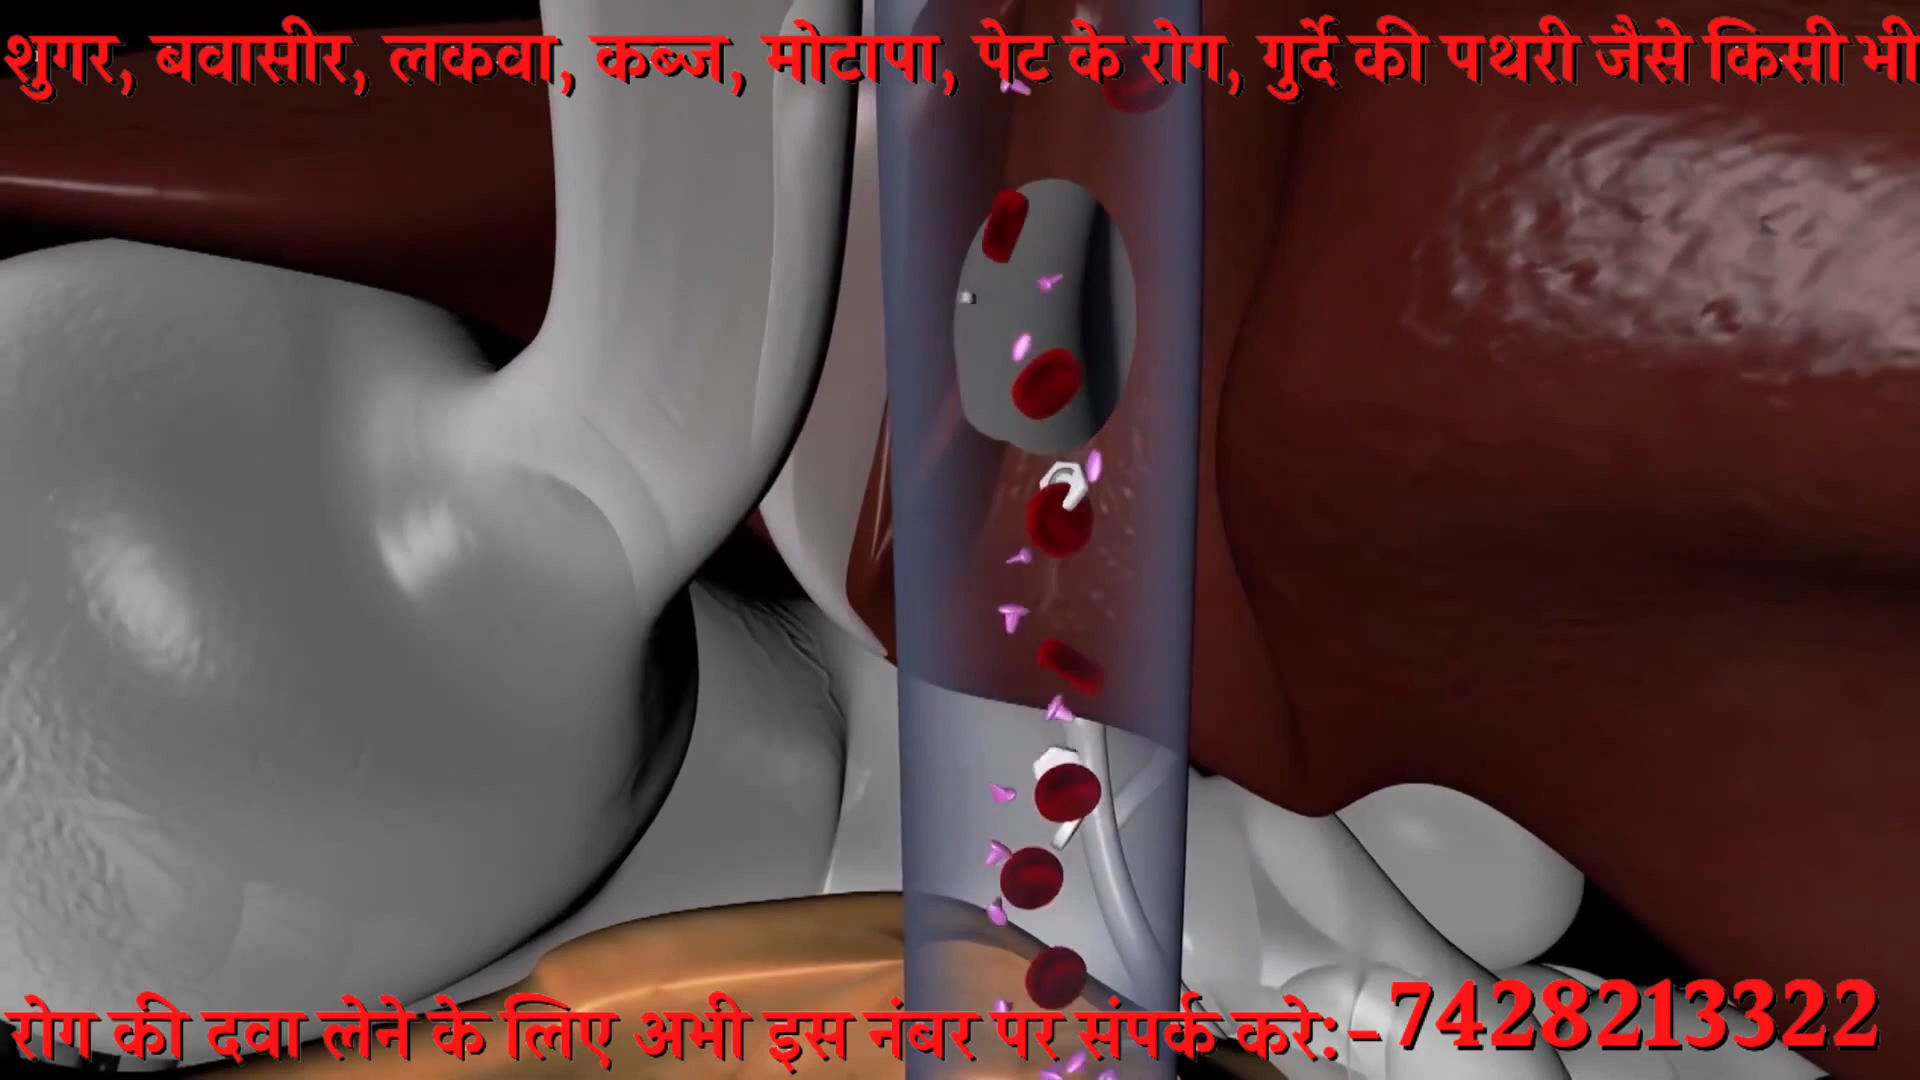 शुगर, बवासीर, लकवा, कब्ज, मोटापा, पेट के रोग, गुर्दे की पथरी जैसे किसी भी
रोग की दवा लेने के लिए अभी इस नंबर पर संपर्क करे:-7428213322